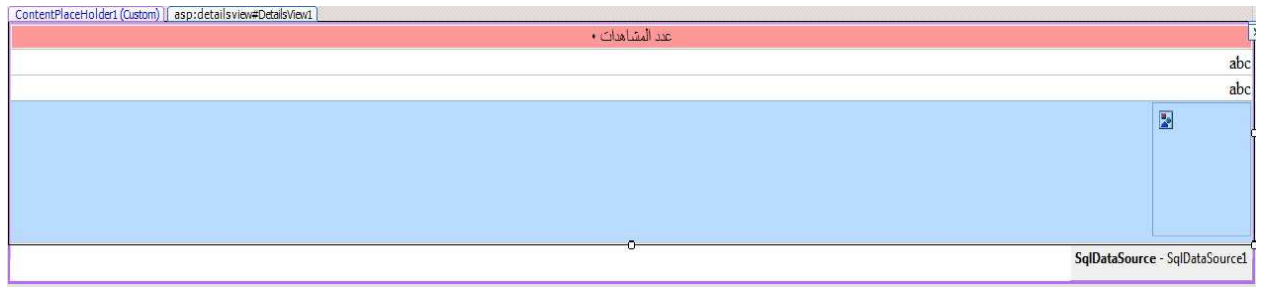 ContentPlaceHolder1 (Custom) asp:detailsview#DetailsView1
عدد المشاهدات •
abc
abc
SqlDataSource - SqlDataSource1